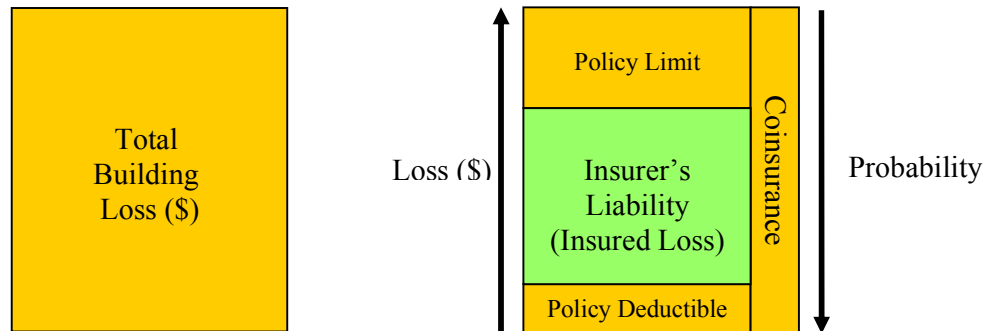 Total
Building
Loss ($)
Loss ($)
Policy Limit
Insurer's
Liability
(Insured Loss)
Policy Deductible
Coinsurance
Probability